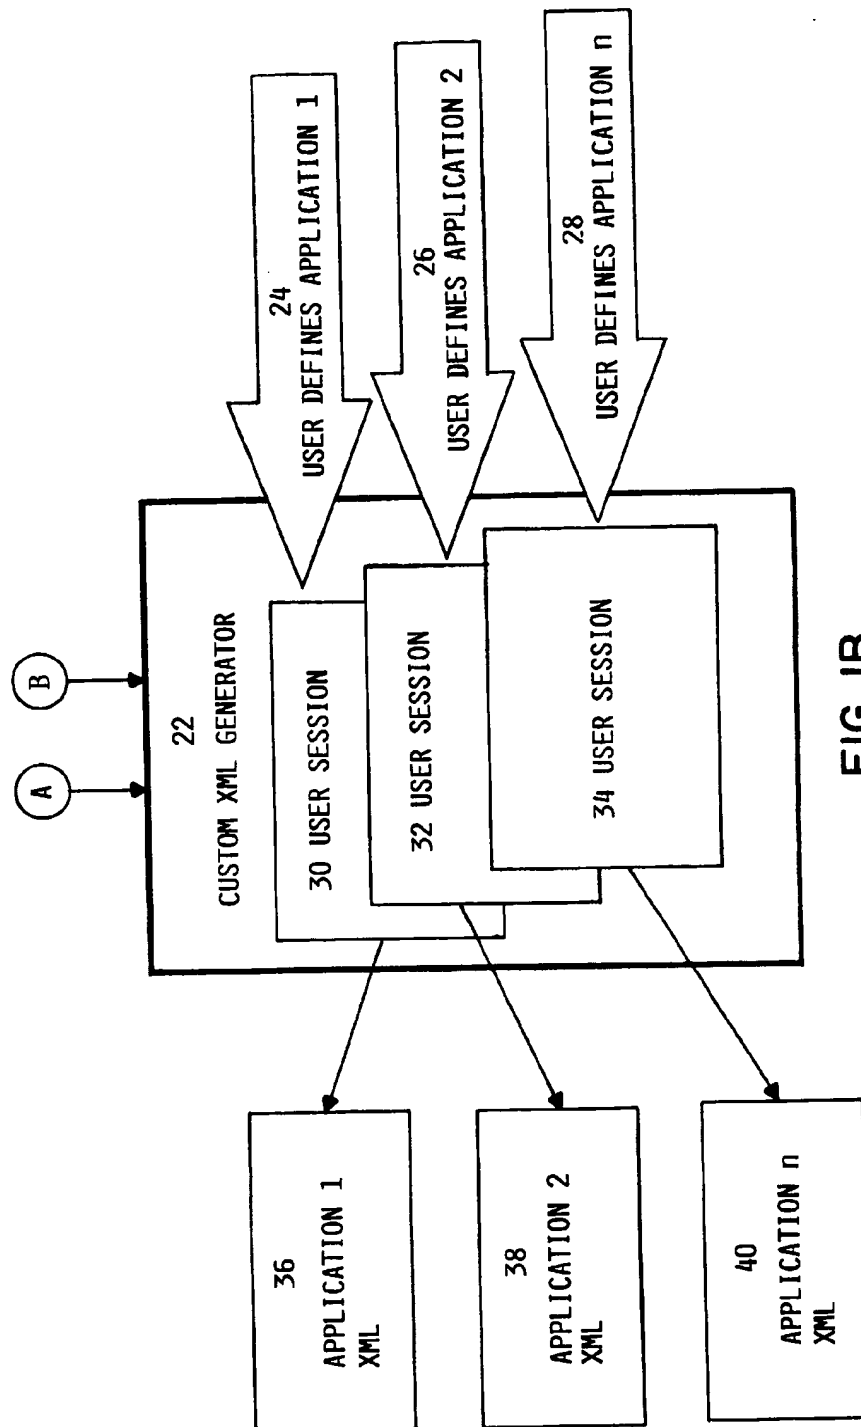 B
A
22
CUSTOM XML GENERATOR
24
USER DEFINES APPLICATION 1
26
USER DEFINES APPLICATION 2
28
USER DEFINES APPLICATION n
30 USER SESSION
32 USER SESSION
34 USER SESSION
36
APPLICATION 1
XML
38
APPLICATION 2
XML
40
APPLICATION n
XML
FIG. 1B